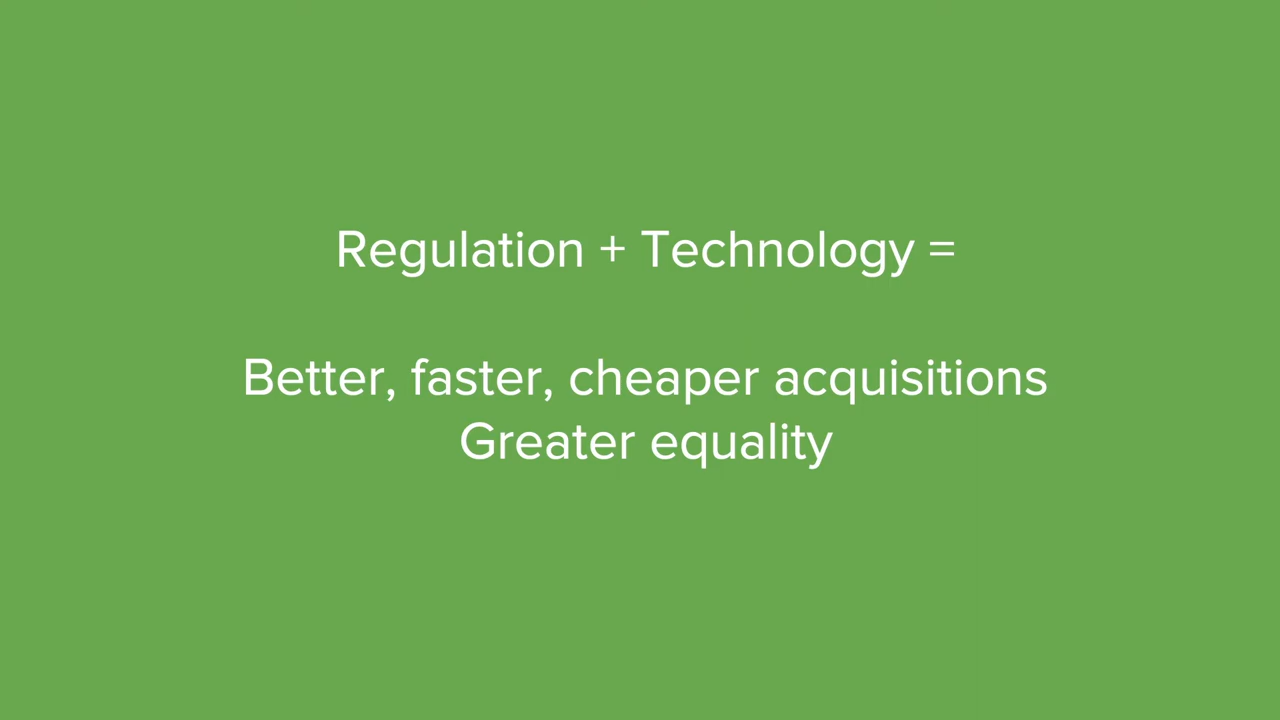 Regulation + Technology =
Better, faster, cheaper acquisitions
Greater equality